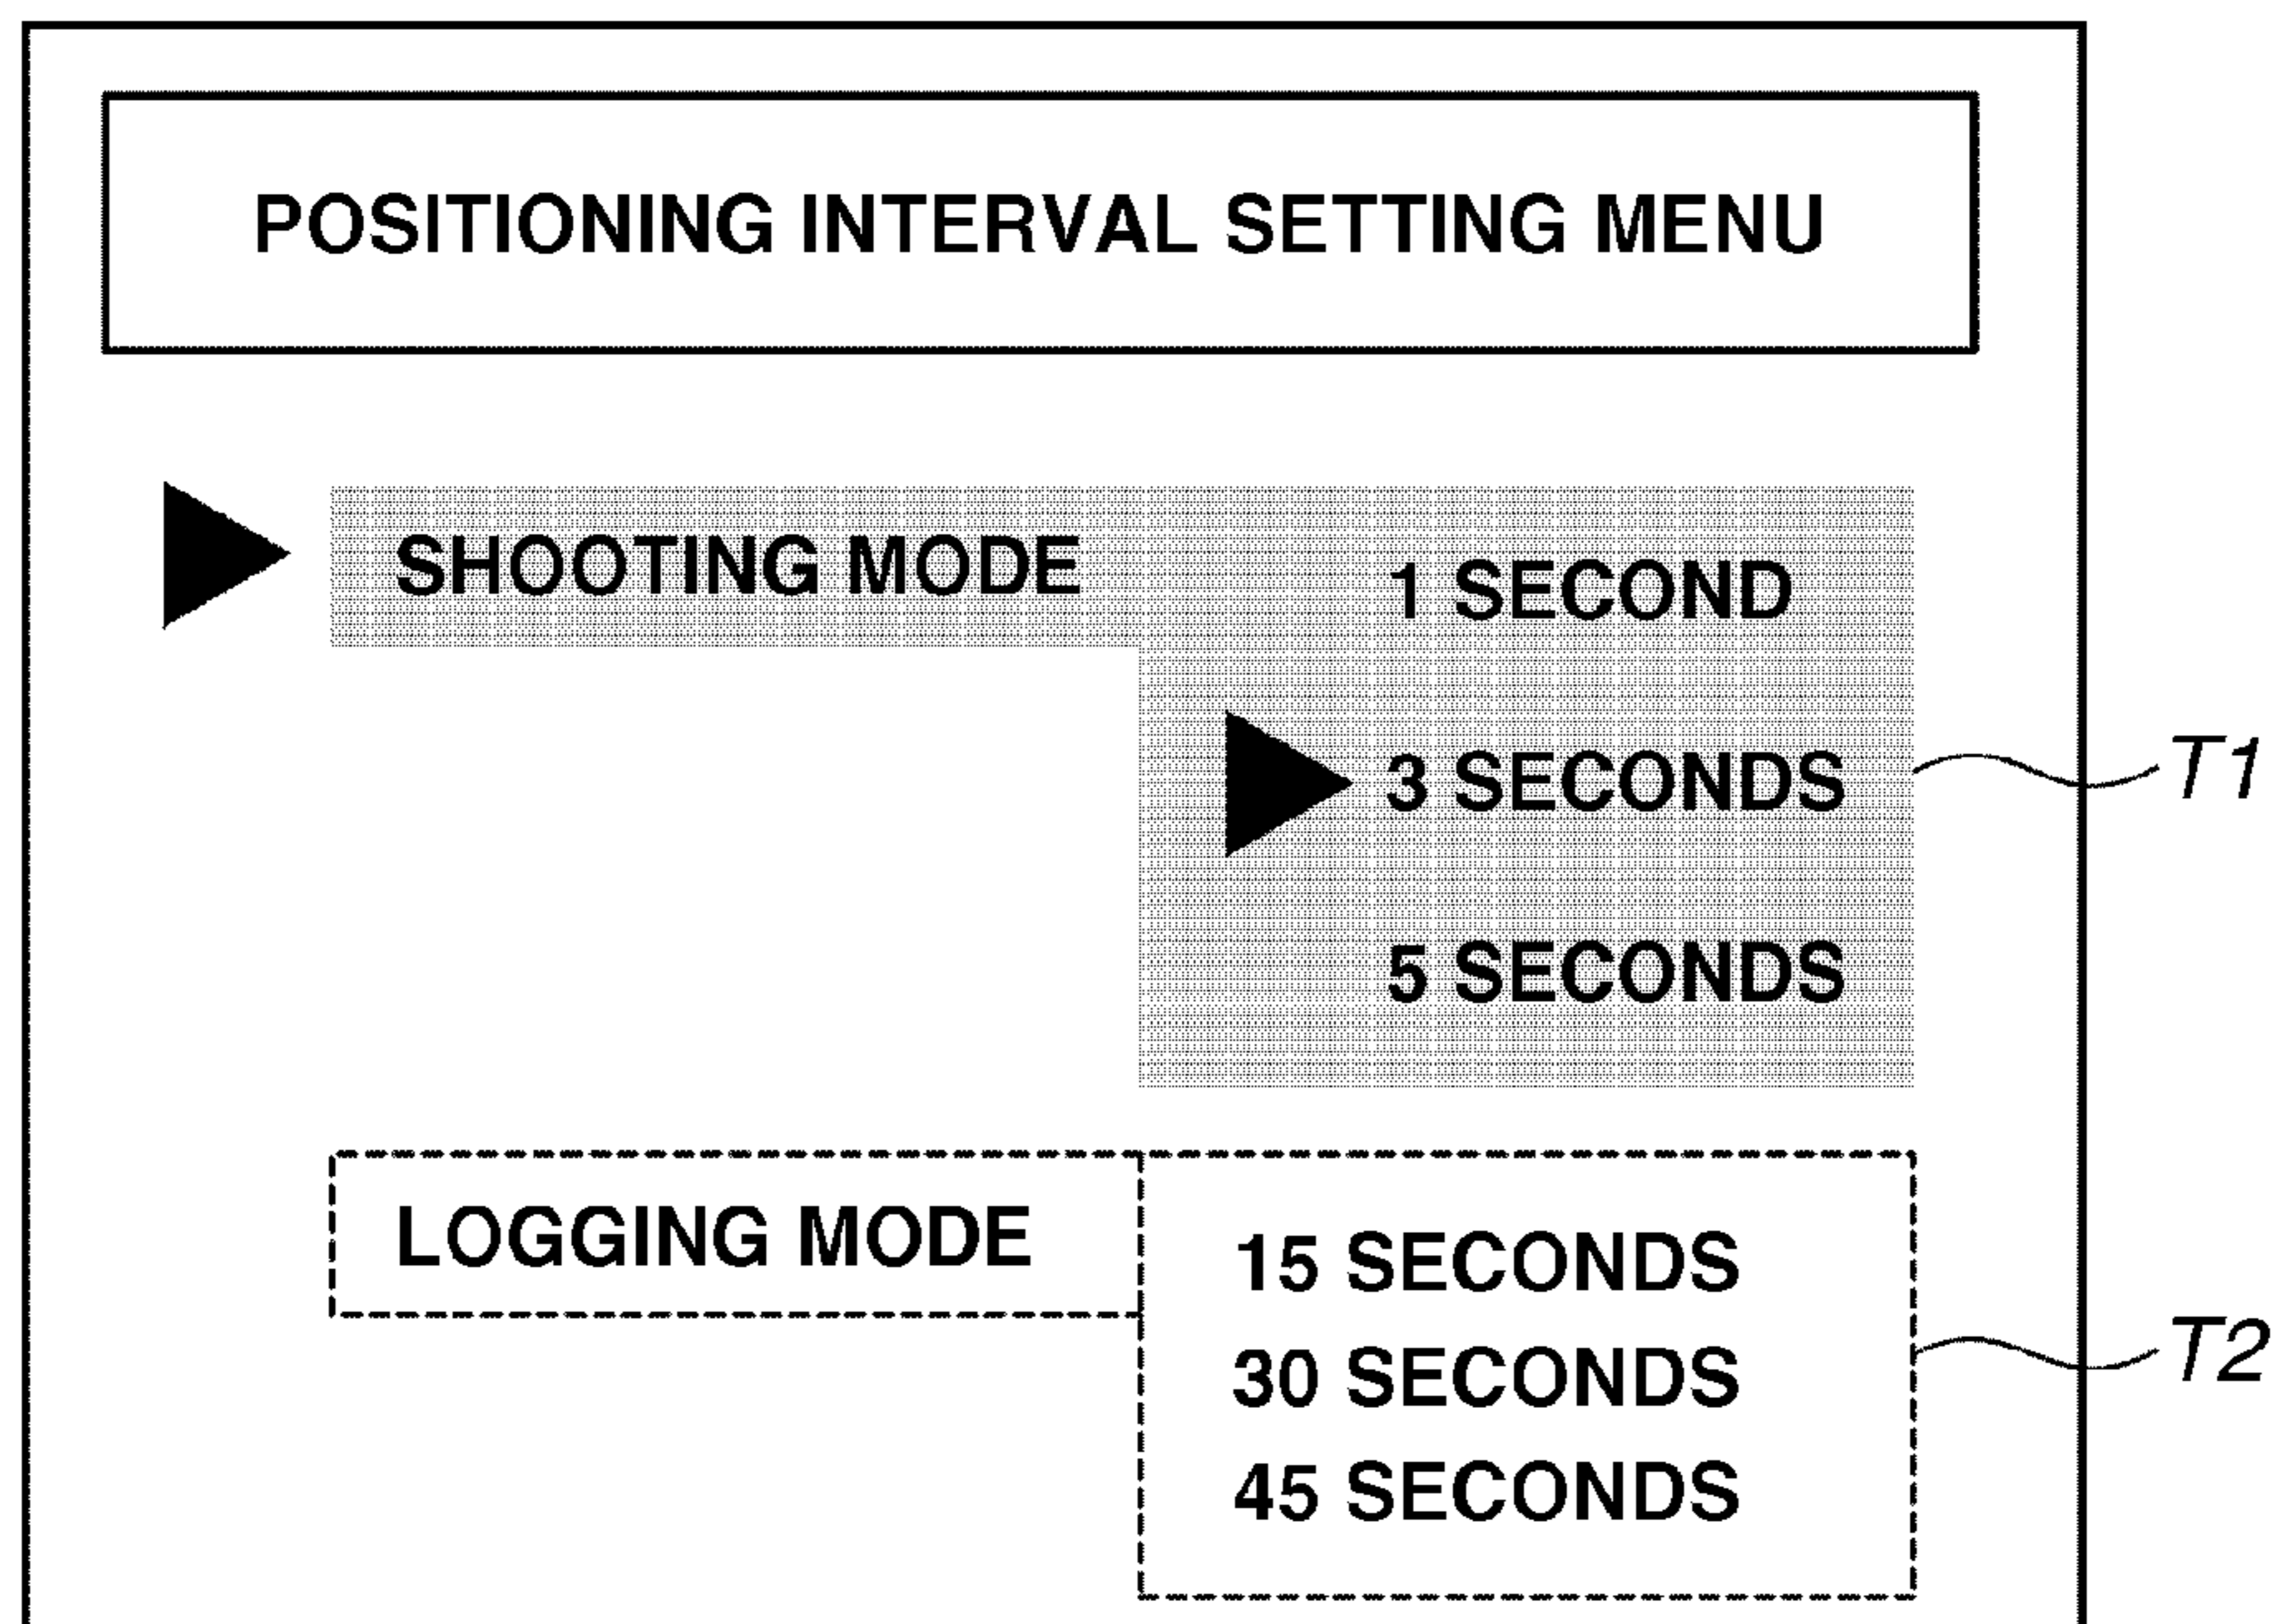 POSITIONING INTERVAL SETTING MENU
SHOOTING MODE
1 SECOND
3 SECONDS
5 SECONDS
T1
LOGGING MODE
15 SECONDS
30 SECONDS
45 SECONDS
T2